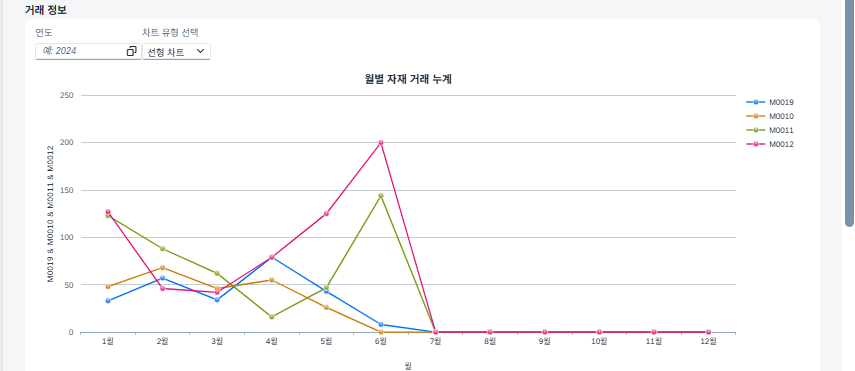 거래 정보
연도 차트 유형 선택
예: 2024 선형 차트
월별 자재 거래 누계
M0019 & M0010 & M0011 & M0012
250
200
150
100
50
0
1월 2월 3월 4월 5월 6월 7월 8월 9월 10월 11월 12월
월
M0019
M0010
M0011
M0012